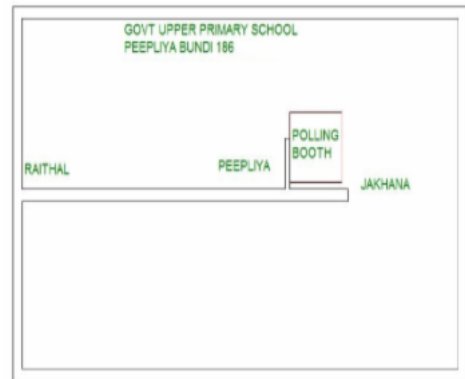 GOVT UPPER PRIMARY SCHOOL
PEEPLIYA BUNDI 186
POLLING
BOOTH
RAITHAL
PEEPLIYA
JAKHANA